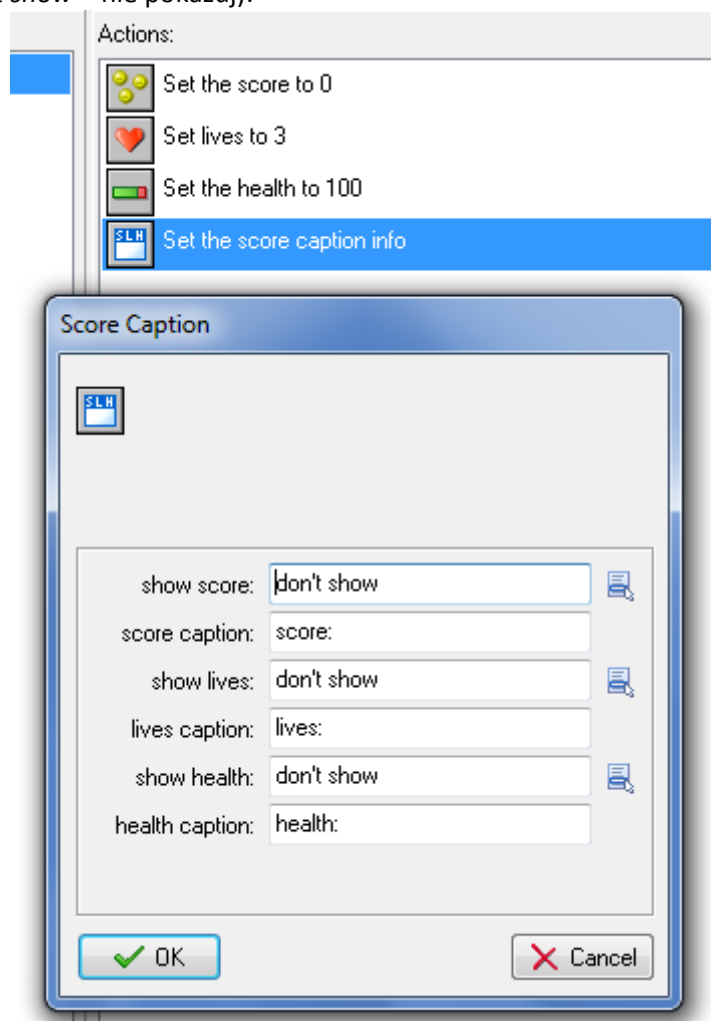 show – nie pokazuj).
Actions:
Set the score to 0
Set lives to 3
Set the health to 100
SLH Set the score caption info
Score Caption
SLH
show score: don't show
score caption: score:
show lives: don't show
lives caption: lives:
show health: don't show
health caption: health:
OK Cancel